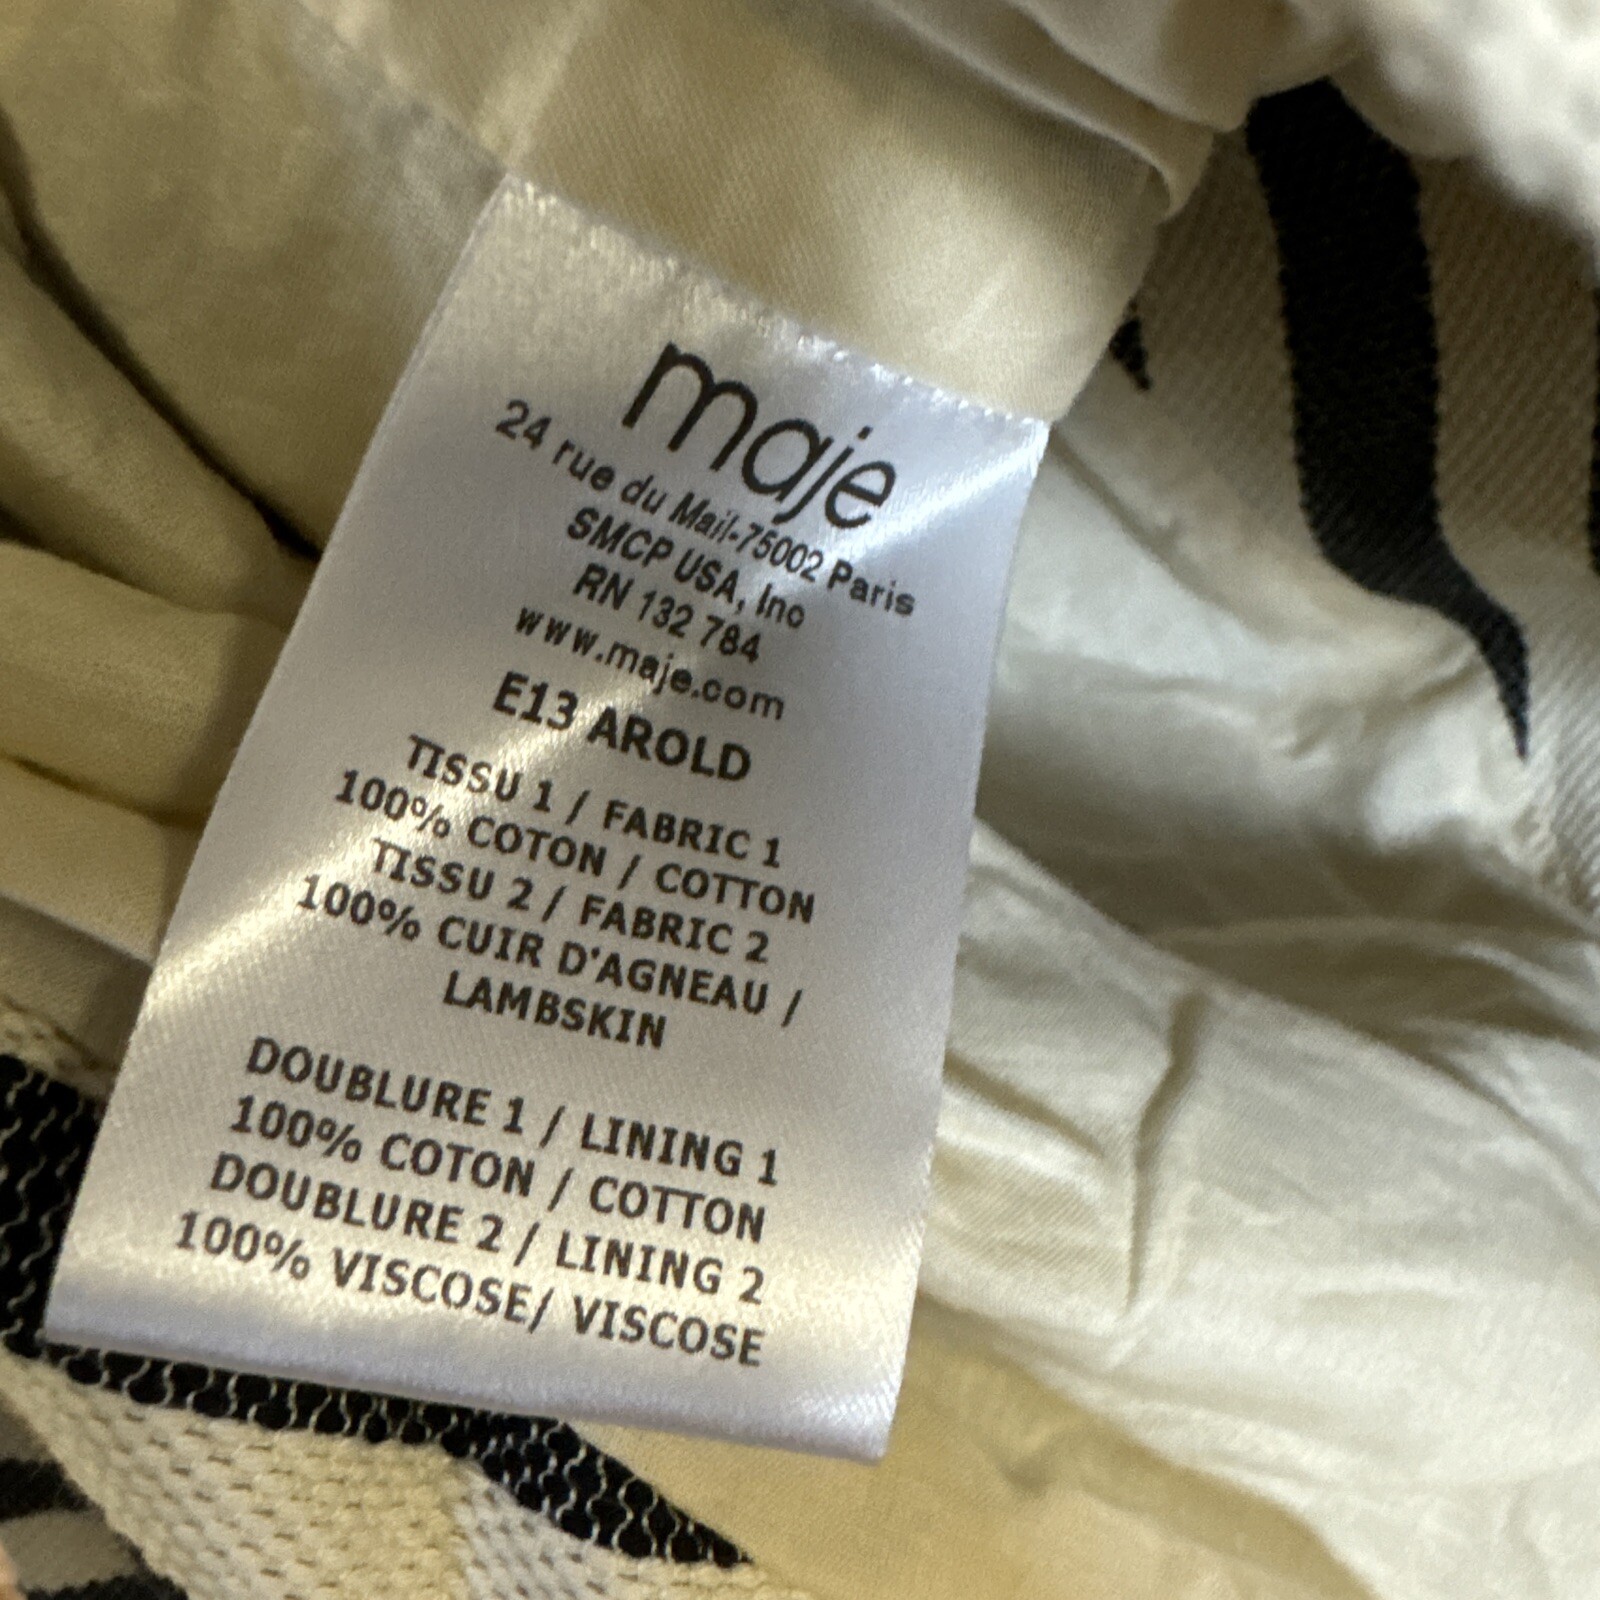 maje
24 rue du Mail-75002 Paris
SMCP USA, Inc
RN 132 784
www.maje.com
E13 AROLD
TISSU 1 / FABRIC 1
100% COTON / COTTON
TISSU 2 / FABRIC 2
100% CUIR D'AGNEAU /
LAMBSKIN
DOUBLURE 1 / LINING 1
100% COTON / COTTON
DOUBLURE 2 / LINING 2
100% VISCOSE/ VISCOSE